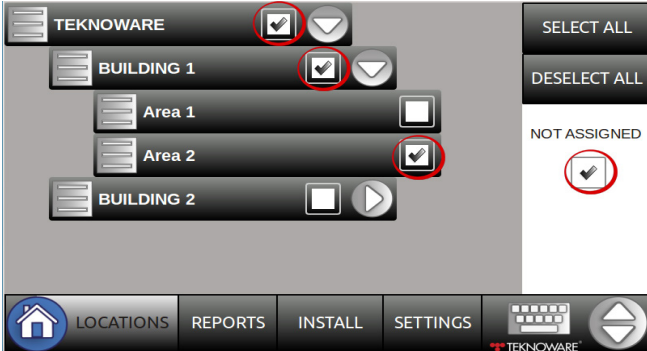 TEKNOWARE
SELECT ALL
BUILDING 1
DESELECT ALL
Area 1
NOT ASSIGNED
Area 2
BUILDING 2
LOCATIONS
REPORTS
INSTALL
SETTINGS
TEKNOWARE